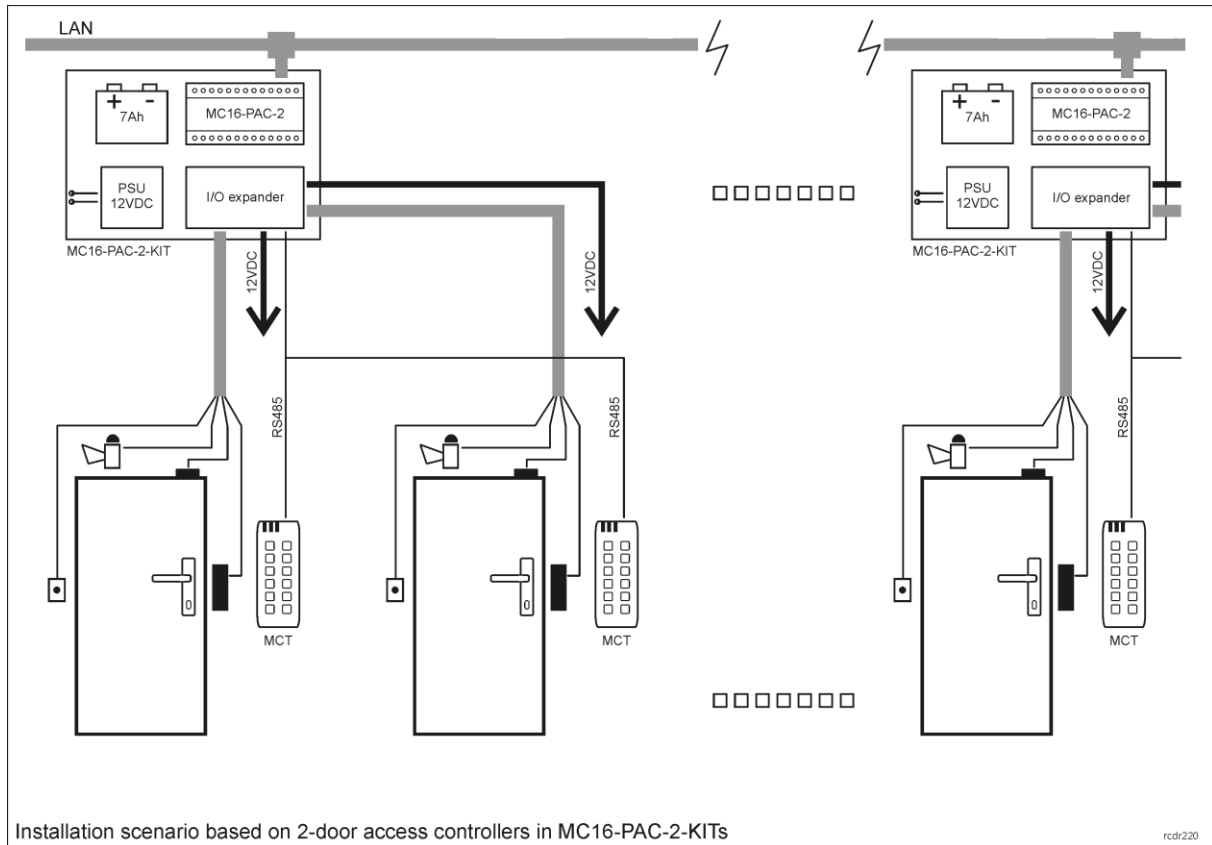 LAN
+ -
7Ah
MC16-PAC-2
PSU
12VDC
I/O expander
MC16-PAC-2-KIT
12VDC
12VDC
RS485
RS485
MCT
MCT
+ -
7Ah
MC16-PAC-2
PSU
12VDC
I/O expander
MC16-PAC-2-KIT
12VDC
RS485
MCT
Installation scenario based on 2-door access controllers in MC16-PAC-2-KITs
rcdr220